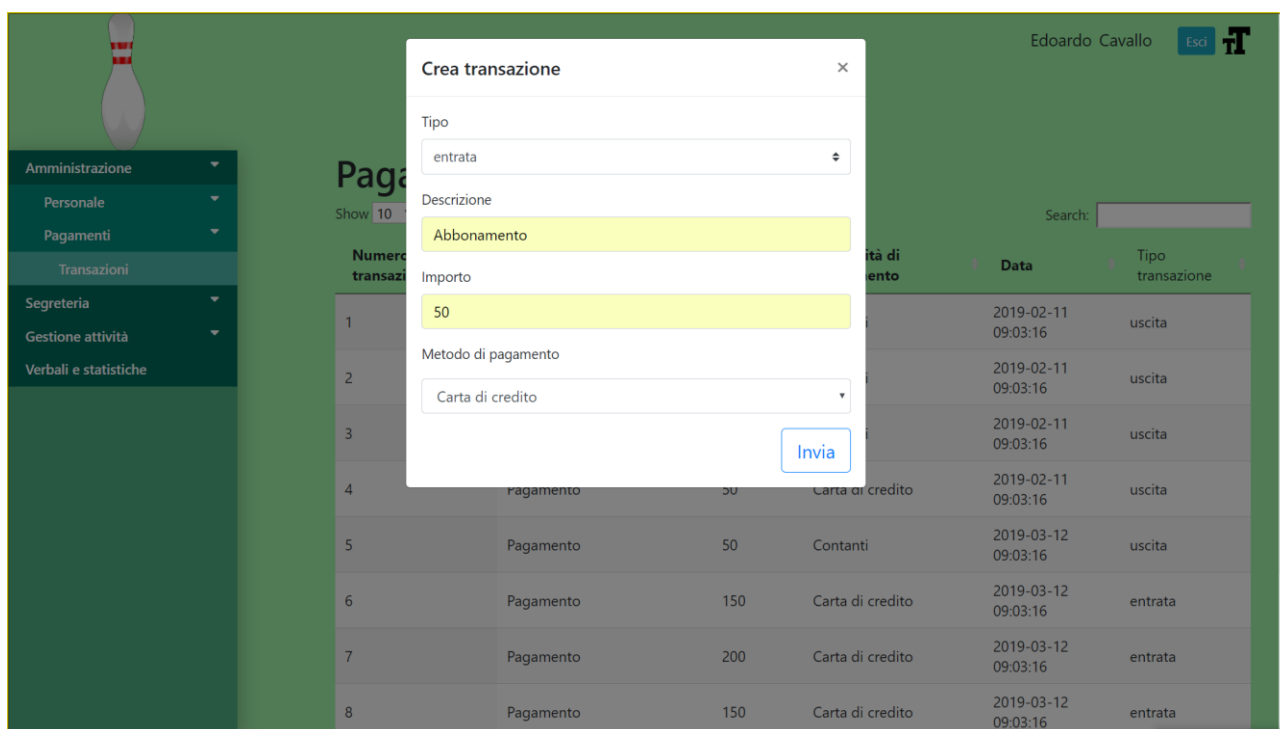 Edoardo Cavallo Esci
Crea transazione ×
Tipo
entrata
Descrizione
Abbonamento
Importo
50
Metodo di pagamento
Carta di credito
Invia
Amministrazione
Personale
Pagamenti
Transazioni
Segreteria
Gestione attività
Verbali e statistiche
Show 10
Search:
Data
Tipo
transazione
1 2019-02-11
09:03:16 uscita
2 2019-02-11
09:03:16 uscita
3 2019-02-11
09:03:16 uscita
4 Pagamento 50 Carta di credito 2019-02-11
09:03:16 uscita
5 Pagamento 50 Contanti 2019-03-12
09:03:16 uscita
6 Pagamento 150 Carta di credito 2019-03-12
09:03:16 entrata
7 Pagamento 200 Carta di credito 2019-03-12
09:03:16 entrata
8 Pagamento 150 Carta di credito 2019-03-12
09:03:16 entrata